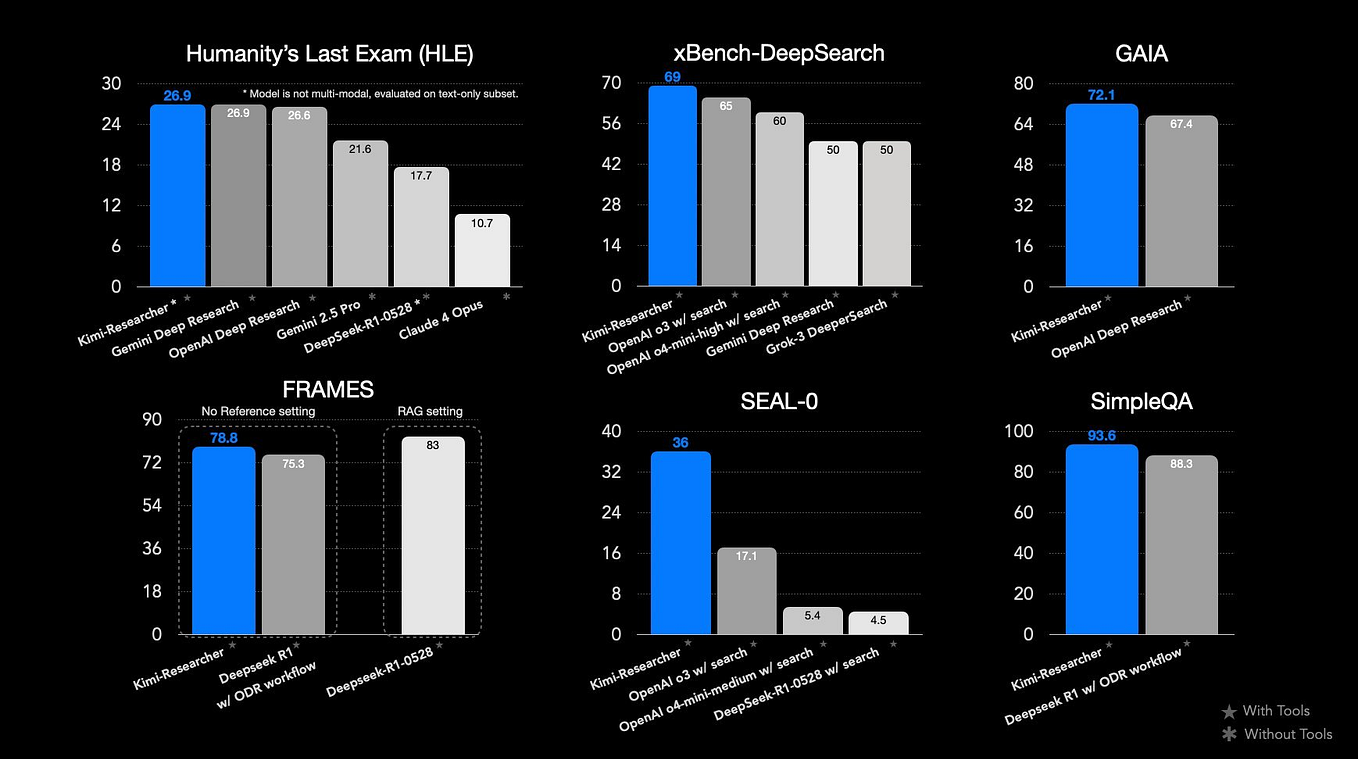 Humanity's Last Exam (HLE)
* Model is not multi-modal, evaluated on text-only subset.
30
24
18
12
6
0
26.9
26.9
26.6
21.6
17.7
10.7
Kimi-Researcher * ★
Gemini Deep Research ★
OpenAI Deep Research ★
Gemini 2.5 Pro ✱
DeepSeek-R1-0528 * ✱
Claude 4 Opus ✱
xBench-DeepSearch
70
56
42
28
14
0
69
65
60
50
50
Kimi-Researcher ★
OpenAI o3 w/ search ★
OpenAI o4-mini-high w/ search ★
Gemini Deep Research ★
Grok-3 DeeperSearch ★
GAIA
80
64
48
32
16
0
72.1
67.4
Kimi-Researcher ★
OpenAI Deep Research ★
FRAMES
No Reference setting
RAG setting
90
72
54
36
18
0
78.8
75.3
83
Kimi-Researcher ★
Deepseek R1 ★
w/ ODR workflow
Deepseek-R1-0528 ★
SEAL-0
40
32
24
16
8
0
36
17.1
5.4
4.5
Kimi-Researcher ★
OpenAI o3 w/ search ★
OpenAI o4-mini-medium w/ search ★
DeepSeek-R1-0528 w/ search ★
SimpleQA
100
80
60
40
20
0
93.6
88.3
Kimi-Researcher ★
Deepseek R1 w/ ODR workflow ★
★ With Tools
✱ Without Tools